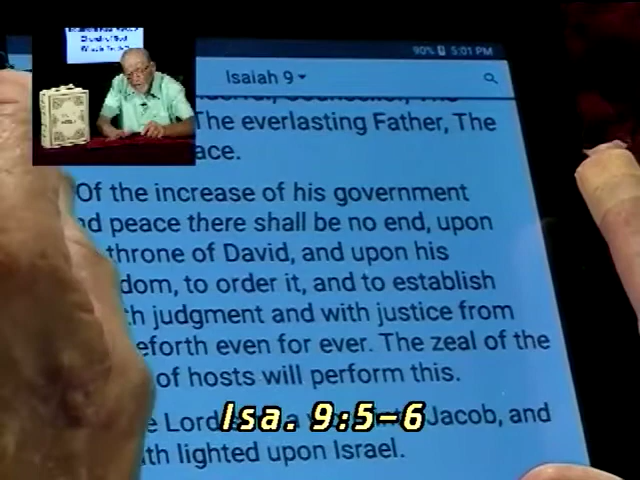 Church of God
90% 5:01 PM
Isaiah 9
The everlasting Father, The
ace.
Of the increase of his government
nd peace there shall be no end, upon
throne of David, and upon his
dom, to order it, and to establish
h judgment and with justice from
eforth even for ever. The zeal of the
of hosts will perform this.
e Lord Jacob, and
th lighted upon Israel.
Isa. 9:5-6